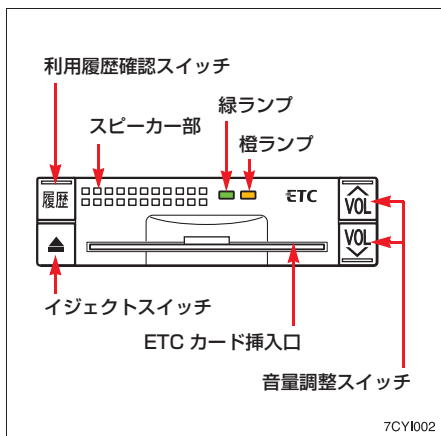 利用履歴確認スイッチ
緑ランプ
スピーカー部
橙ランプ
履歴
ETC
VOL
VOL
イジェクトスイッチ
ETC カード挿入口
音量調整スイッチ
7CYI002